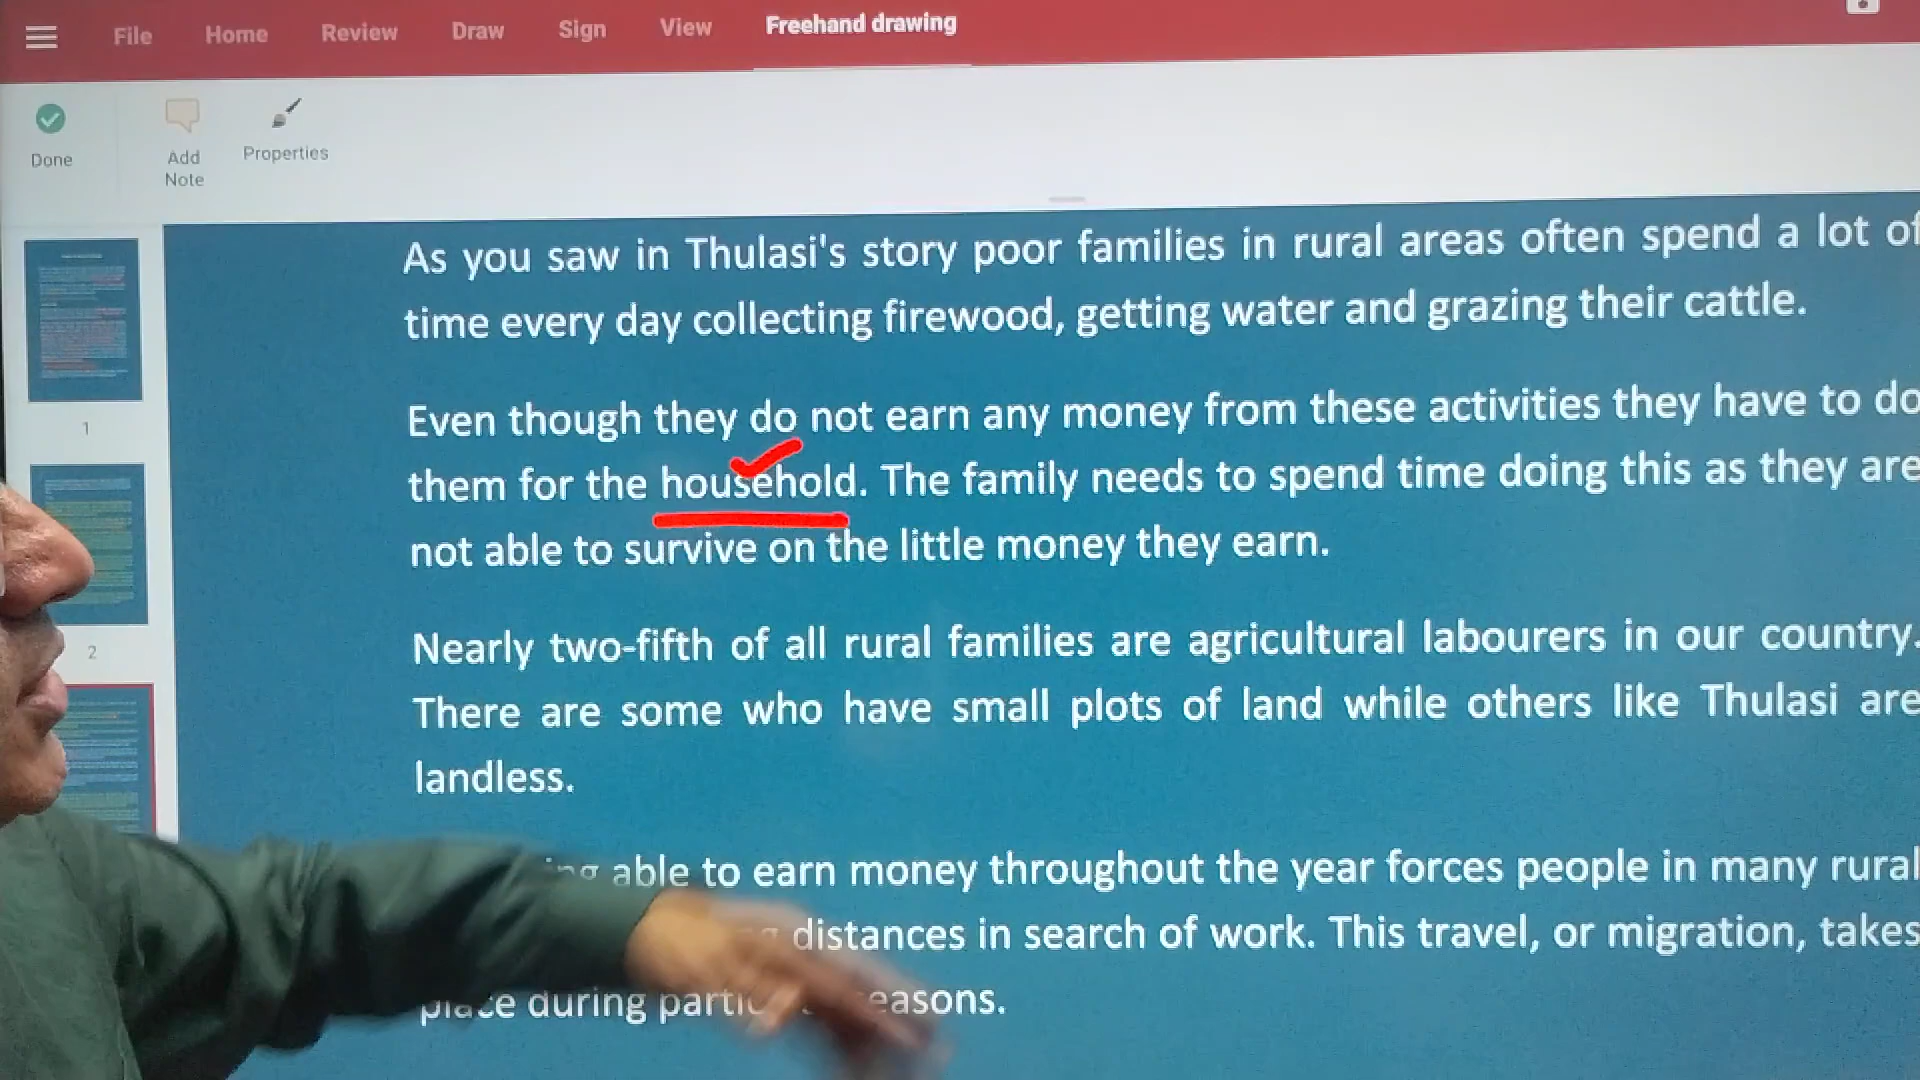 File Home Review Draw Sign View Freehand drawing
Done
Add
Note
Properties
As you saw in Thulasi's story poor families in rural areas often spend a lot of
time every day collecting firewood, getting water and grazing their cattle.
Even though they do not earn any money from these activities they have to do
them for the household. The family needs to spend time doing this as they are
not able to survive on the little money they earn.
Nearly two-fifth of all rural families are agricultural labourers in our country.
There are some who have small plots of land while others like Thulasi are
landless.
able to earn money throughout the year forces people in many rural
distances in search of work. This travel, or migration, takes
place during seasons.
1
2